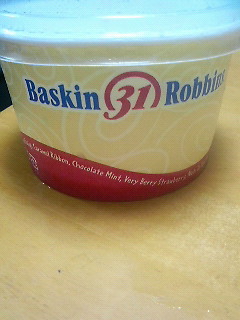 Baskin 31 Robbins
Caramel Ribbon, Chocolate Mint, Very Berry Strawberry,